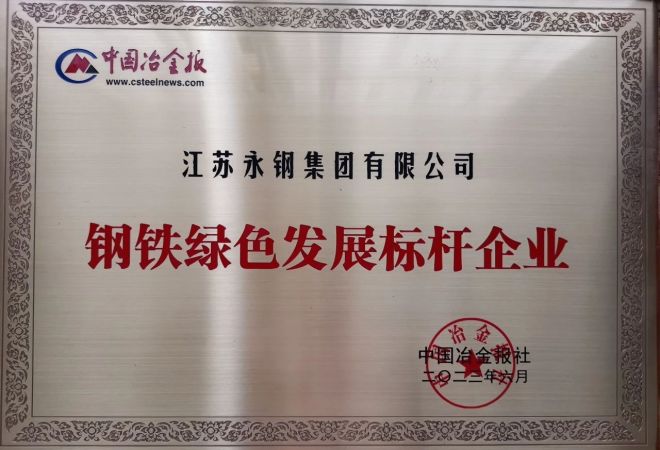 中国冶金报
www.csteelnews.com
江苏永钢集团有限公司
钢铁绿色发展标杆企业
中国冶金报社
二〇二三年六月